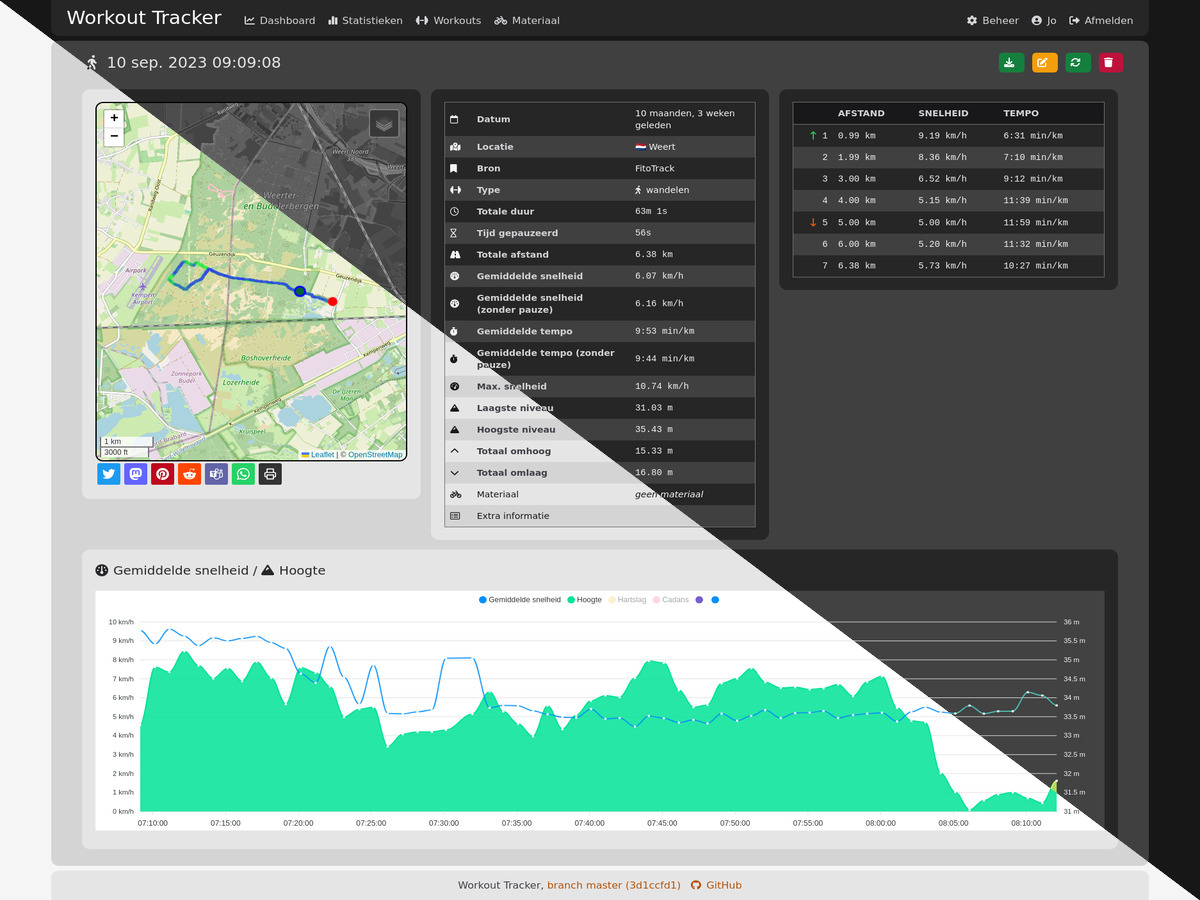 Workout Tracker
Dashboard
Statistieken
Workouts
Materiaal
Beheer
Jo
Afmelden
10 sep. 2023 09:09:08
+
−
Weert-Noord
Weerter- en Budelerbergen
Geuzendijk
Geuzendijk
Airpark
Kempen Airport
Kempenweg
Boshoverheide
Zonnepark Budel
Lozerheide
De IJzeren Man
Kempenweg
Kruispeel
1 km
3000 ft
Leaflet | © OpenStreetMap
Datum 10 maanden, 3 weken geleden
Locatie 🇳🇱 Weert
Bron FitoTrack
Type wandelen
Totale duur 63m 1s
Tijd gepauzeerd 56s
Totale afstand 6.38 km
Gemiddelde snelheid 6.07 km/h
Gemiddelde snelheid (zonder pauze) 6.16 km/h
Gemiddelde tempo 9:53 min/km
Gemiddelde tempo (zonder pauze) 9:44 min/km
Max. snelheid 10.74 km/h
Laagste niveau 31.03 m
Hoogste niveau 35.43 m
Totaal omhoog 15.33 m
Totaal omlaag 16.80 m
Materiaal geen materiaal
Extra informatie
AFSTAND SNELHEID TEMPO
↑ 1 0.99 km 9.19 km/h 6:31 min/km
2 1.99 km 8.36 km/h 7:10 min/km
3 3.00 km 6.52 km/h 9:12 min/km
4 4.00 km 5.15 km/h 11:39 min/km
↓ 5 5.00 km 5.00 km/h 11:59 min/km
6 6.00 km 5.20 km/h 11:32 min/km
7 6.38 km 5.73 km/h 10:27 min/km
Gemiddelde snelheid / Hoogte
Gemiddelde snelheid Hoogte Hartslag Cadans
10 km/h 36 m
9 km/h 35.5 m
8 km/h 35 m
7 km/h 34.5 m
6 km/h 34 m
5 km/h 33.5 m
4 km/h 33 m
3 km/h 32.5 m
2 km/h 32 m
1 km/h 31.5 m
0 km/h 31 m
07:10:00 07:15:00 07:20:00 07:25:00 07:30:00 07:35:00 07:40:00 07:45:00 07:50:00 07:55:00 08:00:00 08:05:00 08:10:00
Workout Tracker, branch master (3d1ccfd1) GitHub